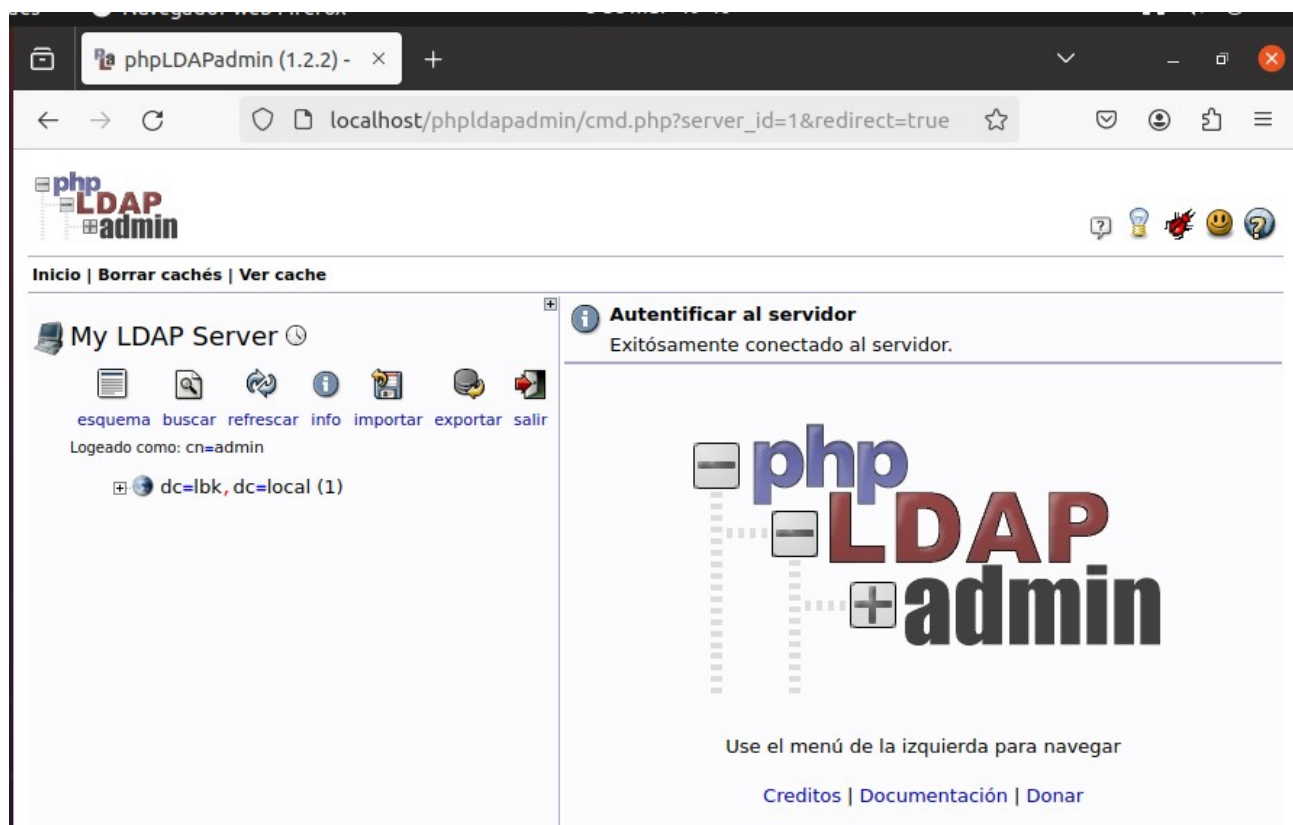 phpLDAPadmin (1.2.2) -
localhost/phpldapadmin/cmd.php?server_id=1&redirect=true
php
LDAP
admin
Inicio | Borrar cachés | Ver cache
My LDAP Server
esquema buscar refrescar info importar exportar salir
Logeado como: cn=admin
dc=lbk,dc=local (1)
Autentificar al servidor
Exitósamente conectado al servidor.
php
LDAP
admin
Use el menú de la izquierda para navegar
Creditos | Documentación | Donar